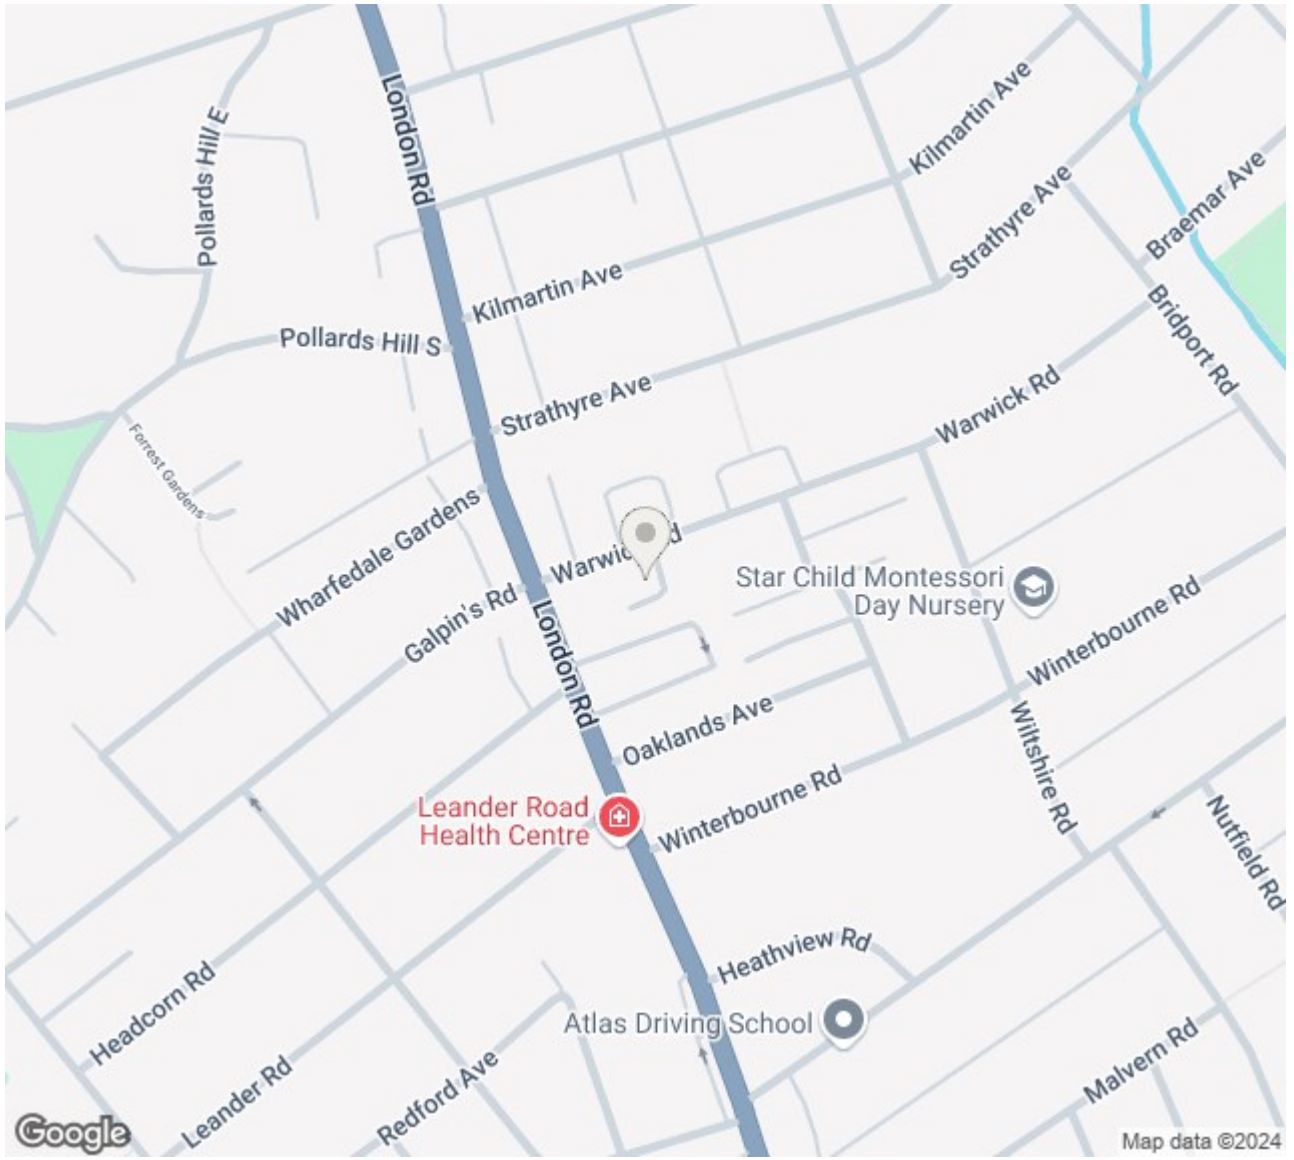 London Rd
Pollards Hill E
Kilmartin Ave
Strathyre Ave
Braemar Ave
Kilmartin Ave
Pollards Hill S
Bridport Rd
Strathyre Ave
Warwick Rd
Forrest Gardens
Wharfedale Gardens
Warwick Rd
Galpin's Rd
Star Child Montessori
Day Nursery
Winterbourne Rd
London Rd
Oaklands Ave
Wiltshire Rd
Leander Road
Health Centre
Winterbourne Rd
Nutfield Rd
Heathview Rd
Headcorn Rd
Atlas Driving School
Malvern Rd
Leander Rd
Redford Ave
Google
Map data ©2024